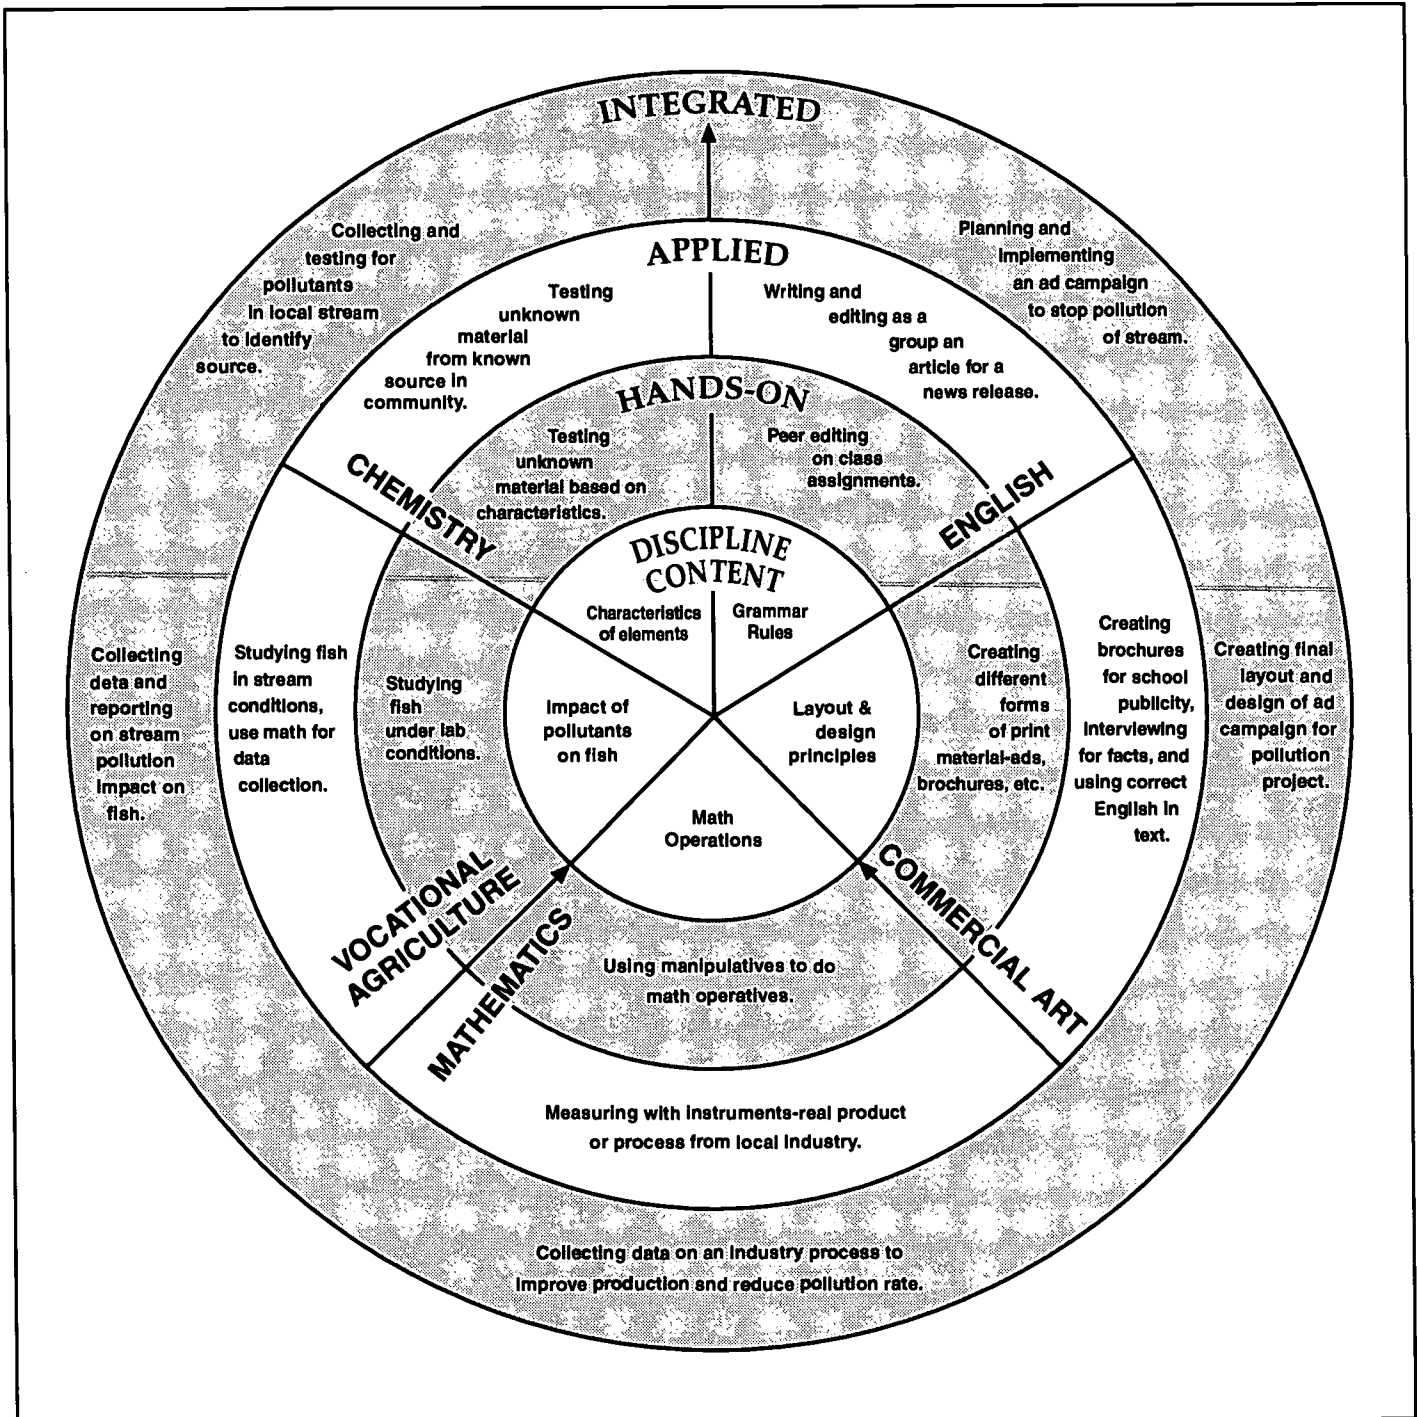 INTEGRATED
Collecting and
testing for
pollutants
in local stream
to identify
source.
Planning and
implementing
an ad campaign
to stop pollution
of stream.
APPLIED
Testing
unknown
material
from known
source in
community.
Writing and
editing as a
group an
article for a
news release.
HANDS-ON
Testing
unknown
material based on
characteristics.
Peer editing
on class
assignments.
CHEMISTRY
ENGLISH
DISCIPLINE
CONTENT
Characteristics
of elements
Grammar
Rules
Collecting
deta and
reporting
on stream
pollution
impact on
fish.
Studying fish
in stream
conditions,
use math for
data
collection.
Studying
fish
under lab
conditions.
Impact of
pollutants
on fish
Layout &
design
principles
Creating
different
forms
of print
material-ads,
brochures, etc.
Creating
brochures
for school
publicity,
interviewing
for facts, and
using correct
English in
text.
Creating final
layout and
design of ad
campaign for
pollution
project.
Math
Operations
VOCATIONAL
AGRICULTURE
MATHEMATICS
COMMERCIAL ART
Using manipulatives to do
math operatives.
Measuring with instruments-real product
or process from local industry.
Collecting data on an industry process to
improve production snd reduce pollution rate.